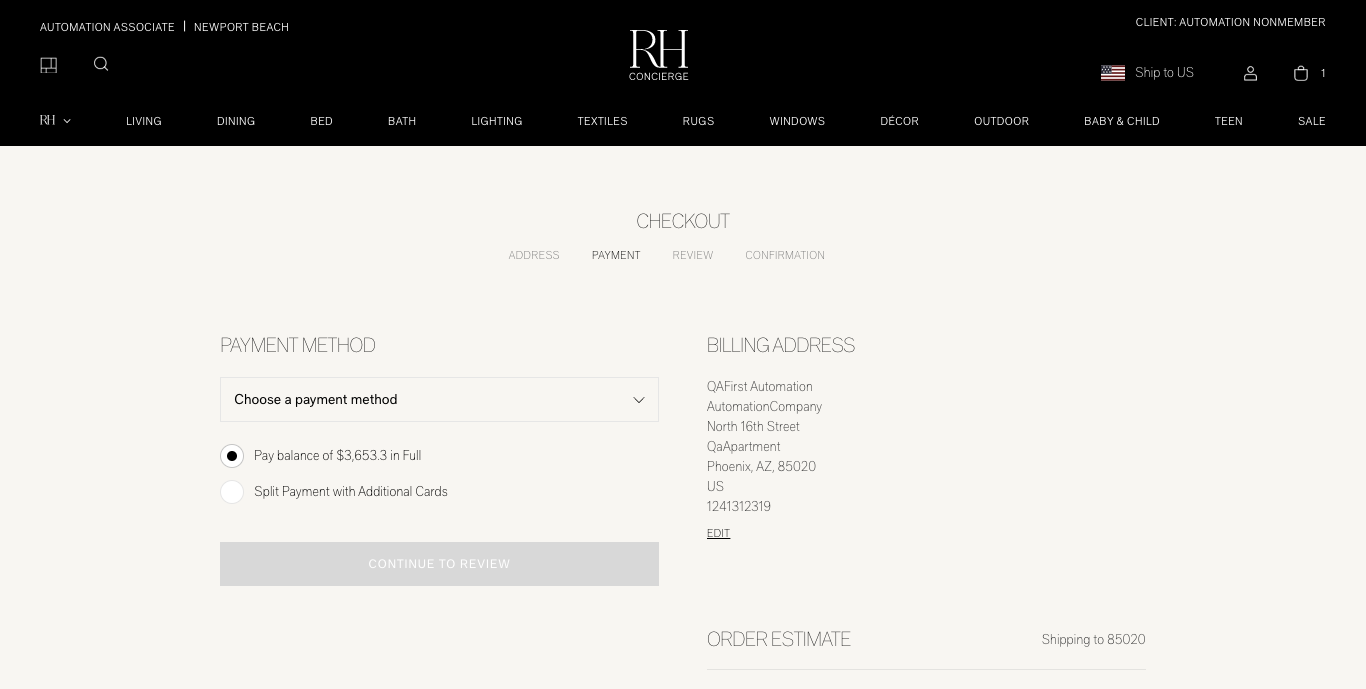 AUTOMATION ASSOCIATE | NEWPORT BEACH
CLIENT: AUTOMATION NONMEMBER
RH
CONCIERGE
Ship to US
1
RH
LIVING
DINING
BED
BATH
LIGHTING
TEXTILES
RUGS
WINDOWS
DÉCOR
OUTDOOR
BABY & CHILD
TEEN
SALE
CHECKOUT
ADDRESS
PAYMENT
REVIEW
CONFIRMATION
PAYMENT METHOD
Choose a payment method
Pay balance of $3,653.3 in Full
Split Payment with Additional Cards
CONTINUE TO REVIEW
BILLING ADDRESS
QAFirst Automation
AutomationCompany
North 16th Street
QaApartment
Phoenix, AZ, 85020
US
1241312319
EDIT
ORDER ESTIMATE
Shipping to 85020